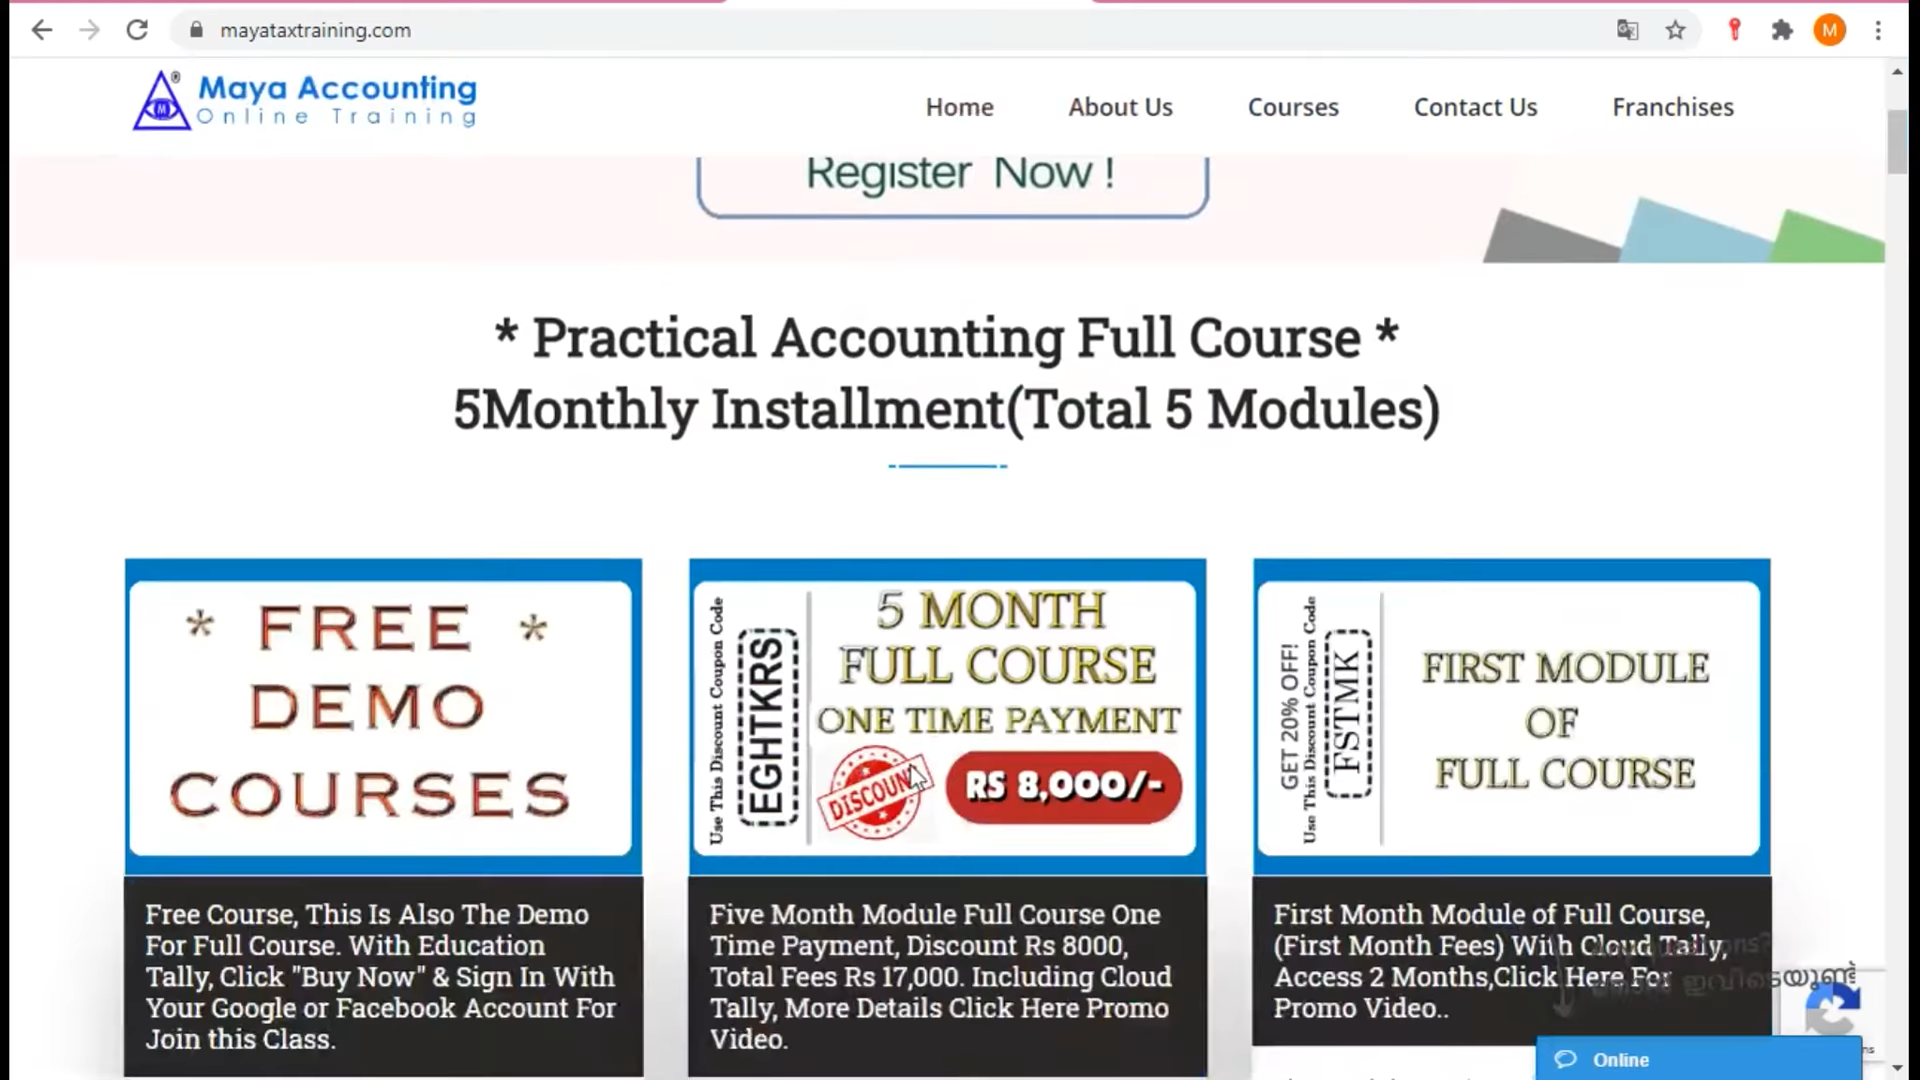 mayataxtraining.com
M
Maya Accounting
Online Training
Home
About Us
Courses
Contact Us
Franchises
Register Now !
* Practical Accounting Full Course *
5Monthly Installment(Total 5 Modules)
* FREE *
DEMO
COURSES
Use This Discount Coupon Code
EGHTKRS
5 MONTH
FULL COURSE
ONE TIME PAYMENT
DISCOUNT
RS 8,000/-
GET 20% OFF!
Use This Discount Coupon Code
FSTMK
FIRST MODULE
OF
FULL COURSE
Free Course, This Is Also The Demo
For Full Course. With Education
Tally, Click "Buy Now" & Sign In With
Your Google or Facebook Account For
Join this Class.
Five Month Module Full Course One
Time Payment, Discount Rs 8000,
Total Fees Rs 17,000. Including Cloud
Tally, More Details Click Here Promo
Video.
First Month Module of Full Course,
(First Month Fees) With Cloud Tally,
Access 2 Months,Click Here For
Promo Video..
Online